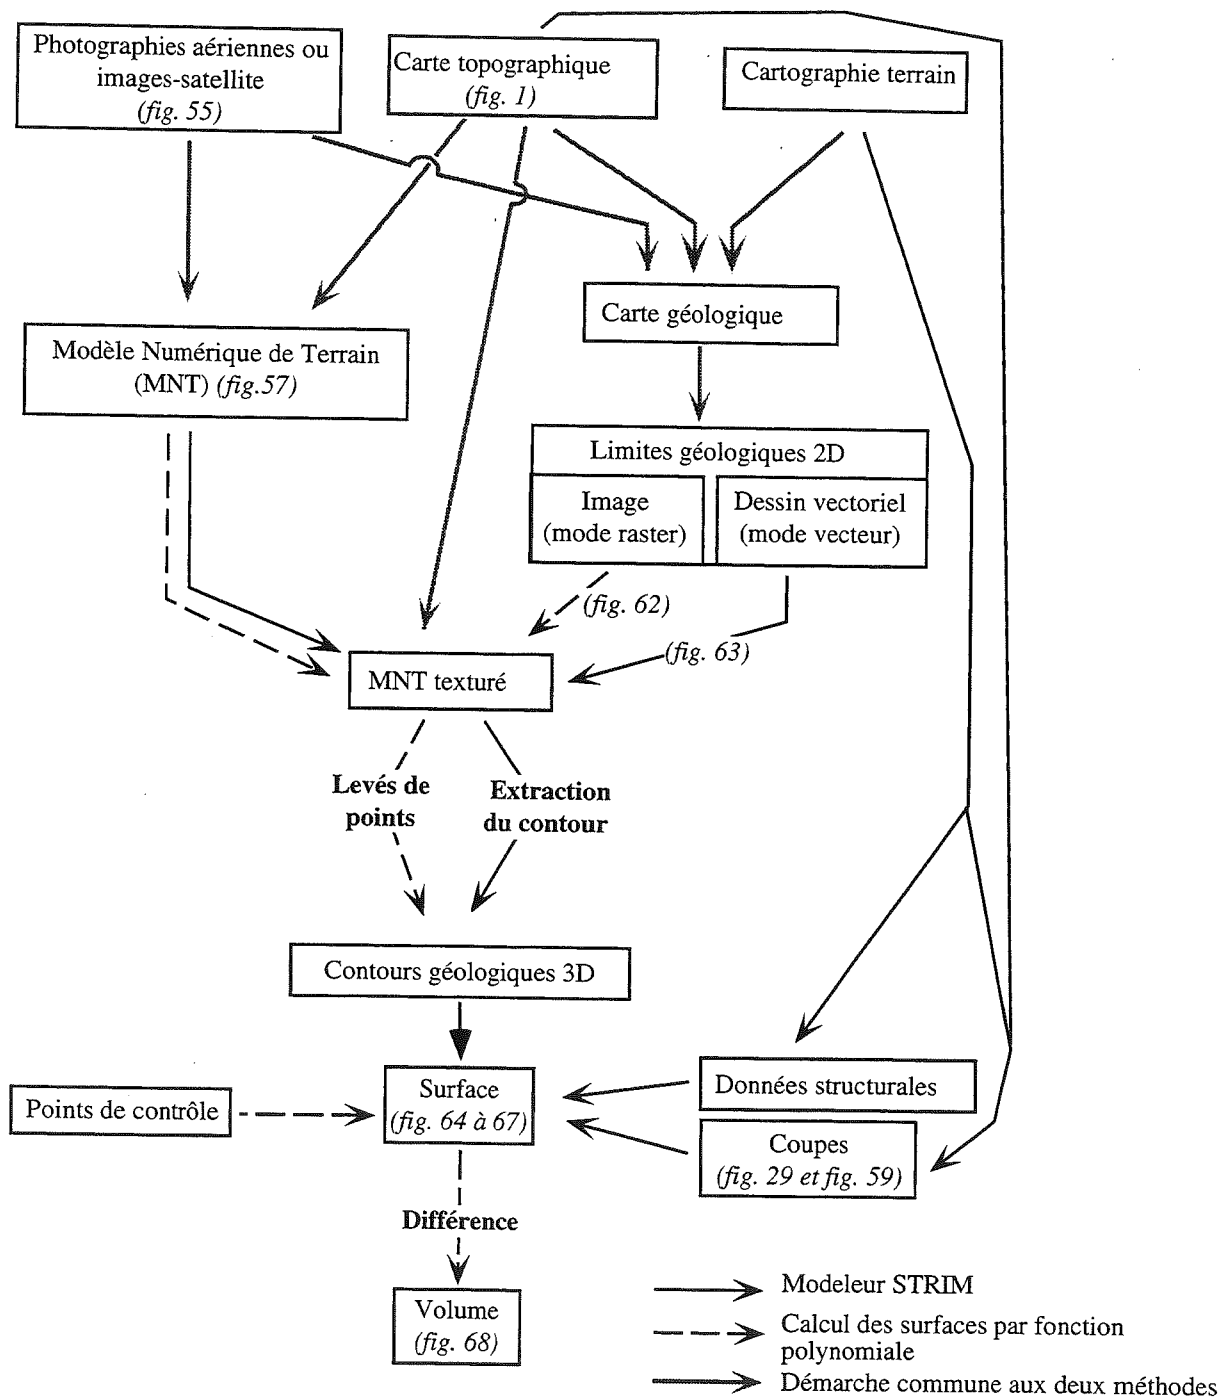 Photographies aériennes ou
images-satellite
(fig. 55)
Carte topographique
(fig. 1)
Cartographie terrain
Carte géologique
Modèle Numérique de Terrain
(MNT) (fig.57)
Limites géologiques 2D
Image
(mode raster)
Dessin vectoriel
(mode vecteur)
(fig. 62)
(fig. 63)
MNT texturé
Levés de
points
Extraction
du contour
Contours géologiques 3D
Points de contrôle
Surface
(fig. 64 à 67)
Données structurales
Coupes
(fig. 29 et fig. 59)
Différence
Volume
(fig. 68)
Modeleur STRIM
Calcul des surfaces par fonction
polynomiale
Démarche commune aux deux méthodes